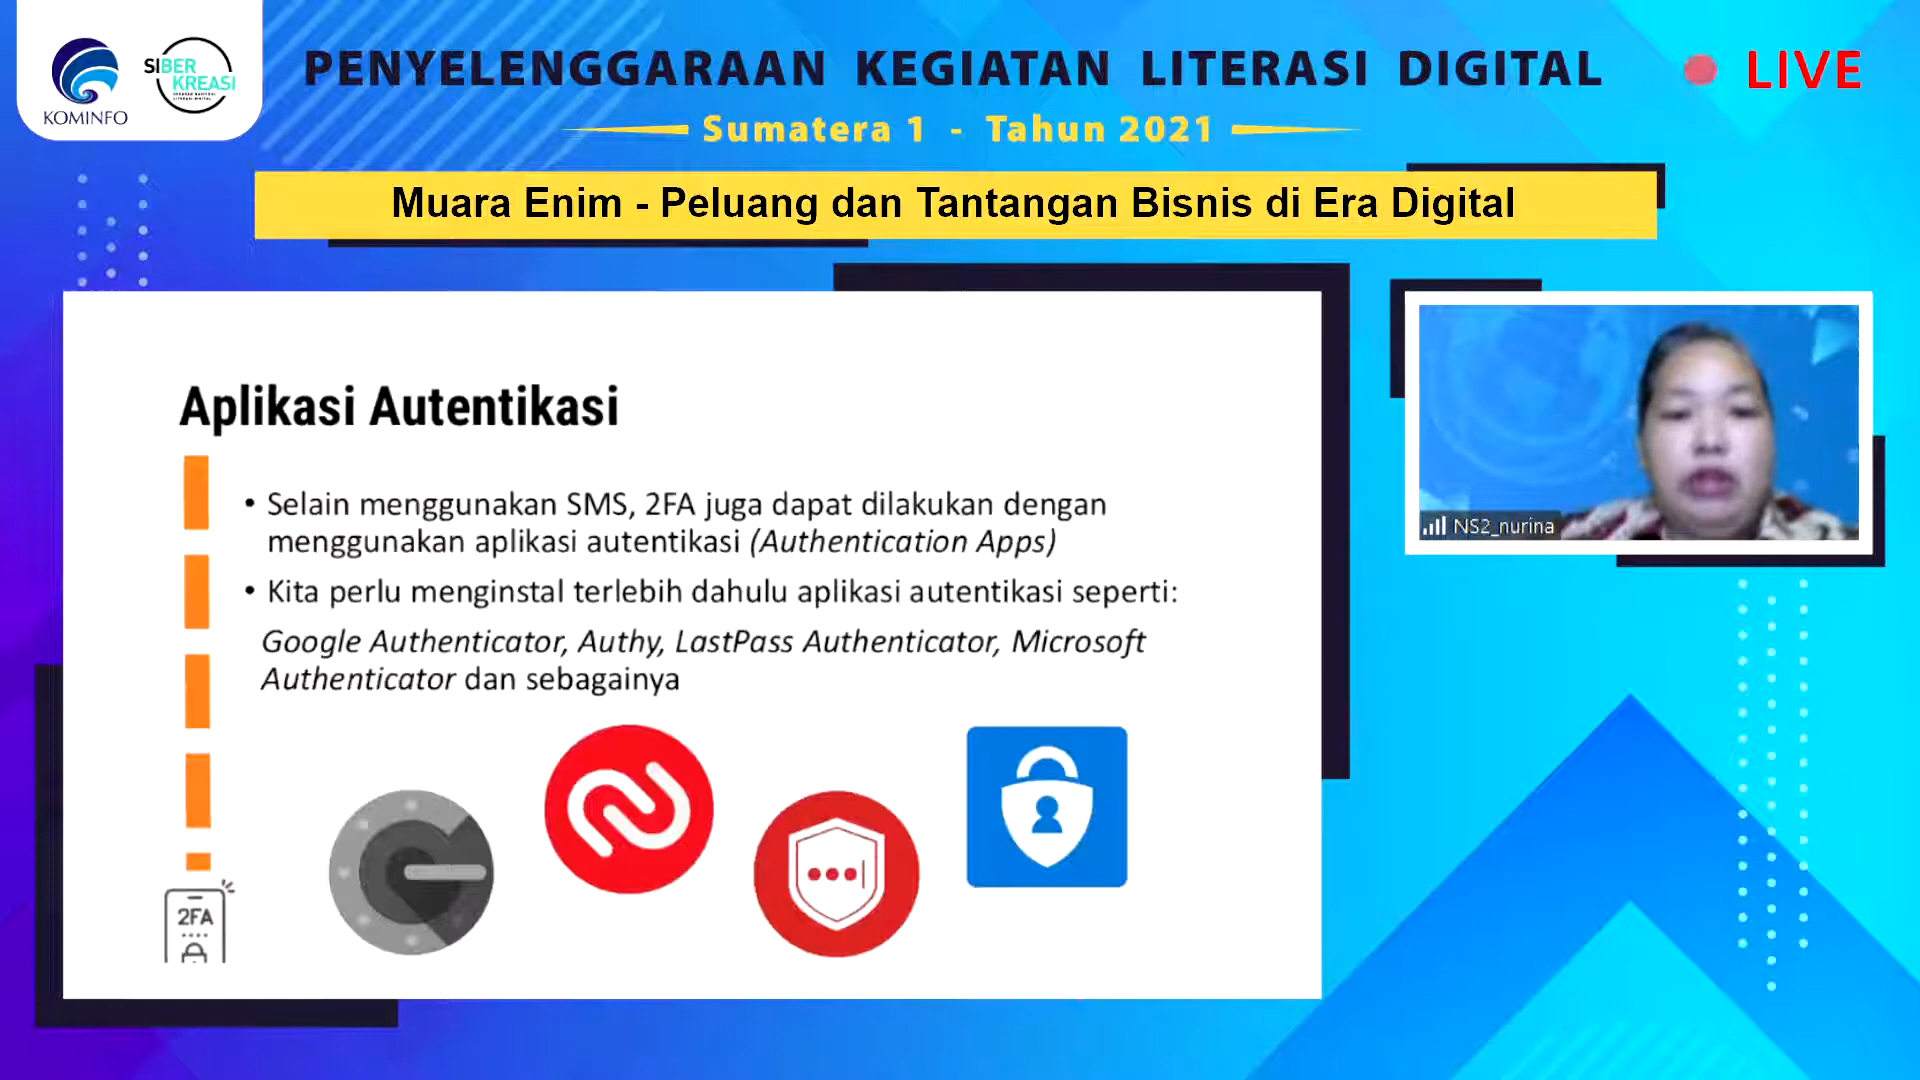 KOMINFO
SIBER
KREASI
PENYELENGGARAAN KEGIATAN LITERASI DIGITAL
LIVE
Sumatera 1 - Tahun 2021
Muara Enim - Peluang dan Tantangan Bisnis di Era Digital
Aplikasi Autentikasi
• Selain menggunakan SMS, 2FA juga dapat dilakukan dengan
menggunakan aplikasi autentikasi (Authentication Apps)
• Kita perlu menginstal terlebih dahulu aplikasi autentikasi seperti:
Google Authenticator, Authy, LastPass Authenticator, Microsoft
Authenticator dan sebagainya
2FA
NS2_nurina